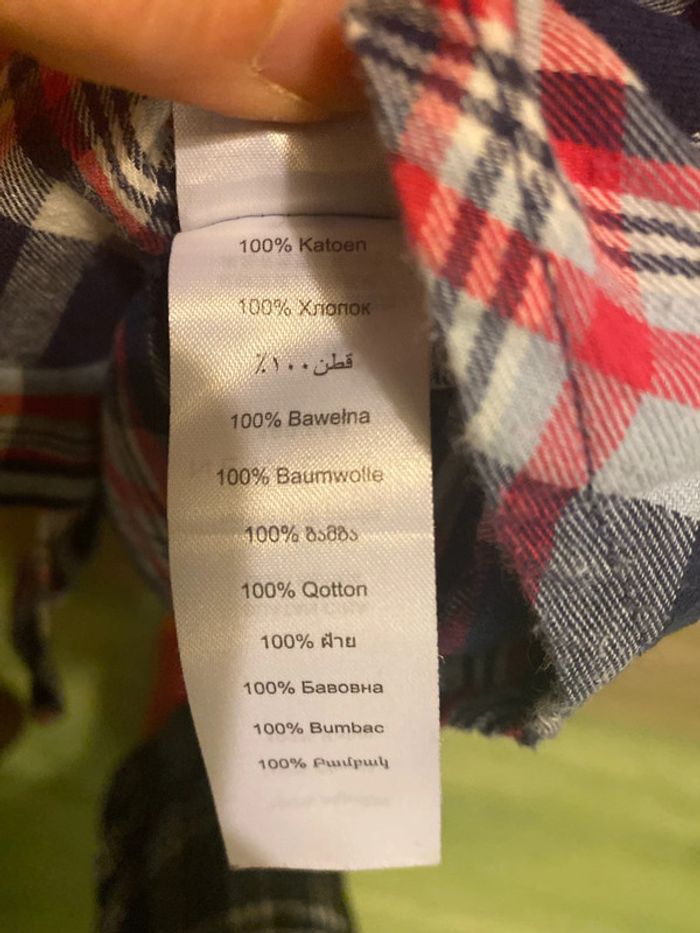 100% Katoen
100% Хлопок
قطن ١٠٠٪
100% Bawełna
100% Baumwolle
100% ბამბა
100% Qotton
100% ฝ้าย
100% Бавовна
100% Bumbac
100% Բամբակ